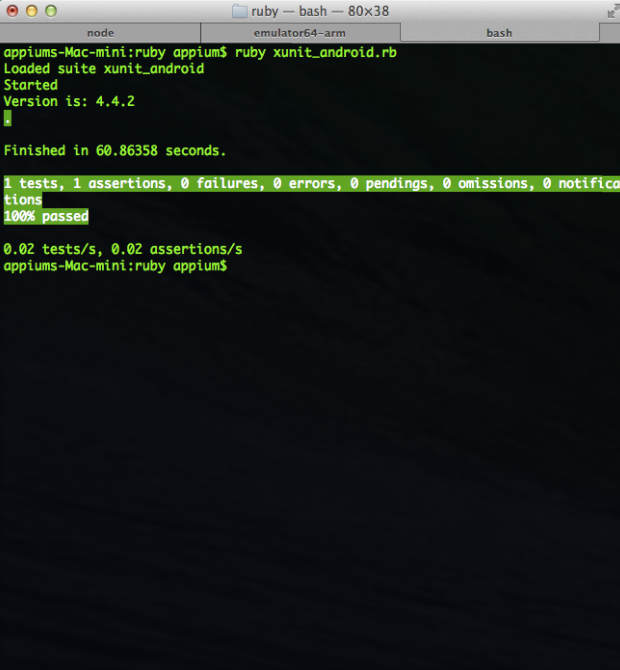 ruby — bash — 80×38
node
emulator64-arm
bash
appiums-Mac-mini:ruby appium$ ruby xunit_android.rb
Loaded suite xunit_android
Started
Version is: 4.4.2
.
Finished in 60.86358 seconds.
1 tests, 1 assertions, 0 failures, 0 errors, 0 pendings, 0 omissions, 0 notifica
tions
100% passed
0.02 tests/s, 0.02 assertions/s
appiums-Mac-mini:ruby appium$